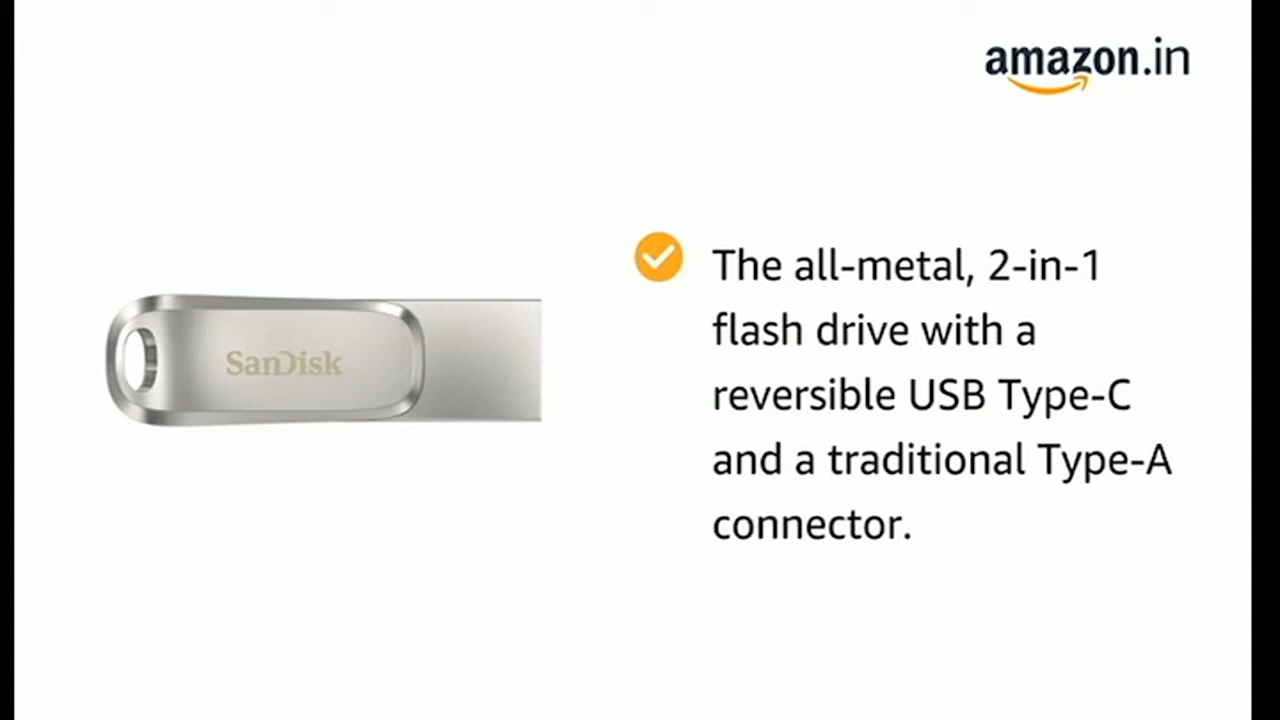 amazon.in
SanDisk
The all-metal, 2-in-1
flash drive with a
reversible USB Type-C
and a traditional Type-A
connector.